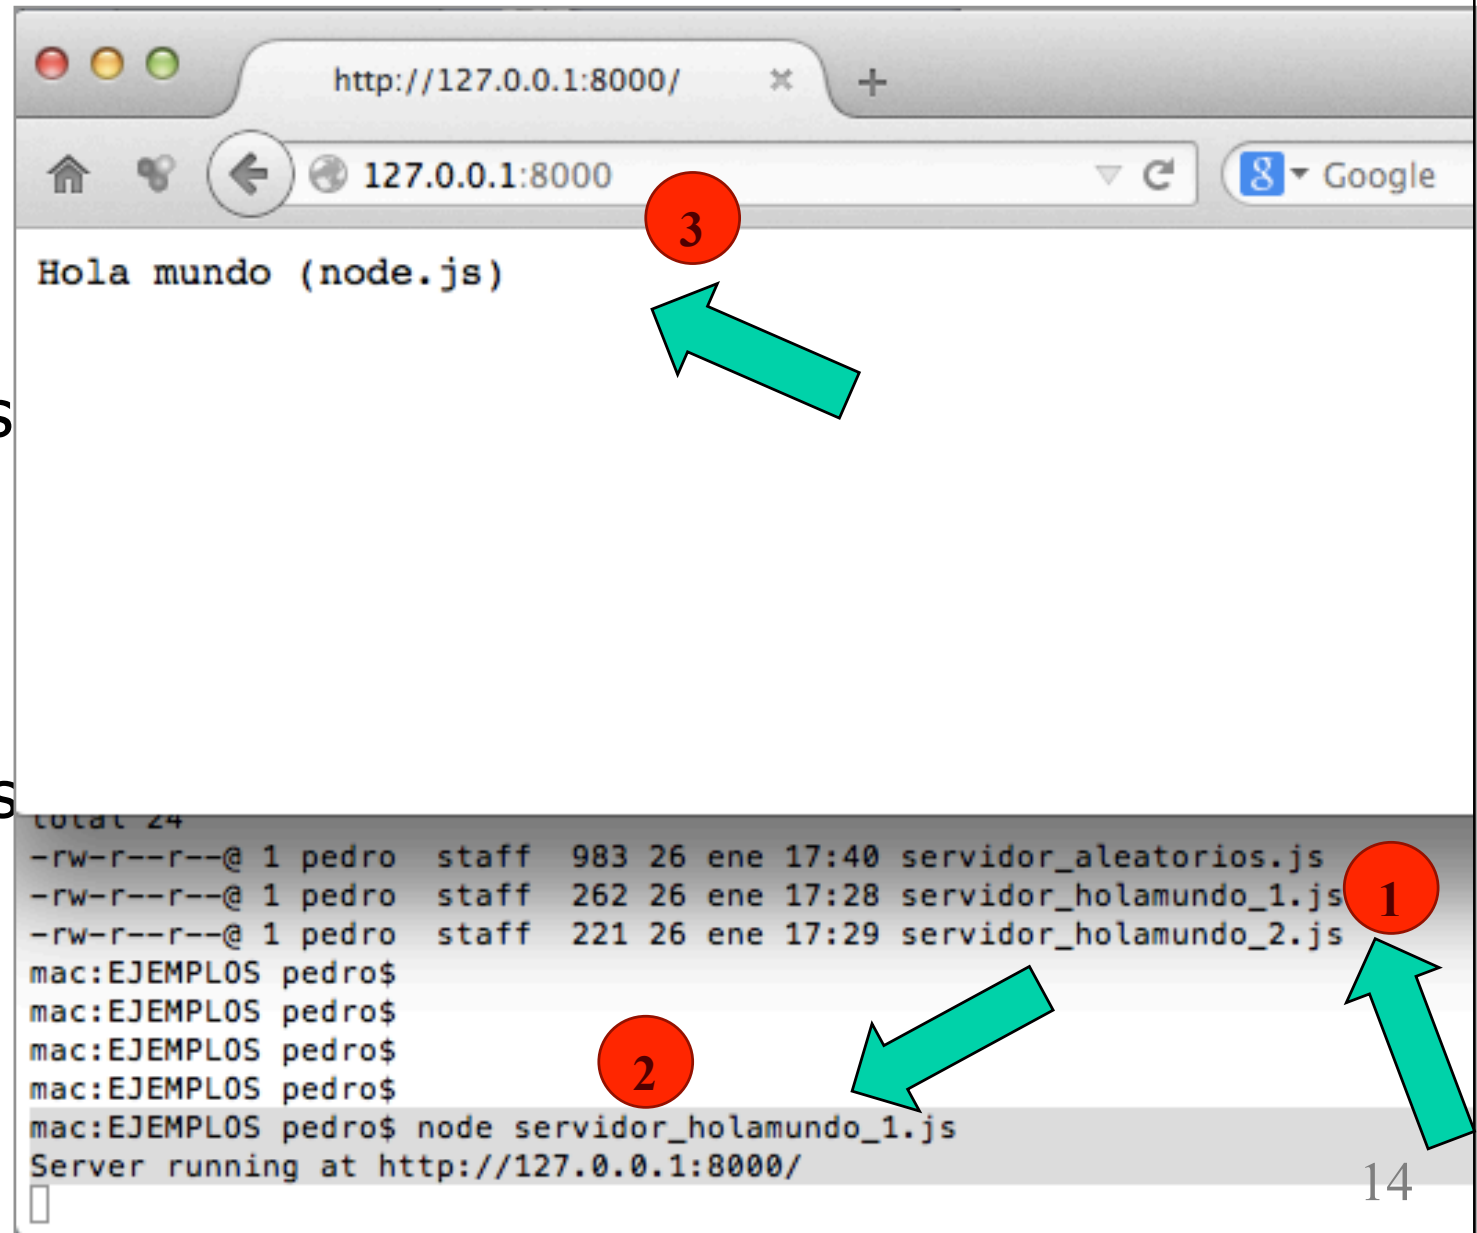 http://127.0.0.1:8000/
127.0.0.1:8000
Google
3
Hola mundo (node.js)
s
s
total 24
-rw-r--r--@ 1 pedro  staff  983 26 ene 17:40 servidor_aleatorios.js
-rw-r--r--@ 1 pedro  staff  262 26 ene 17:28 servidor_holamundo_1.js
1
-rw-r--r--@ 1 pedro  staff  221 26 ene 17:29 servidor_holamundo_2.js
mac:EJEMPLOS pedro$
mac:EJEMPLOS pedro$
mac:EJEMPLOS pedro$
2
mac:EJEMPLOS pedro$
mac:EJEMPLOS pedro$ node servidor_holamundo_1.js
Server running at http://127.0.0.1:8000/
14